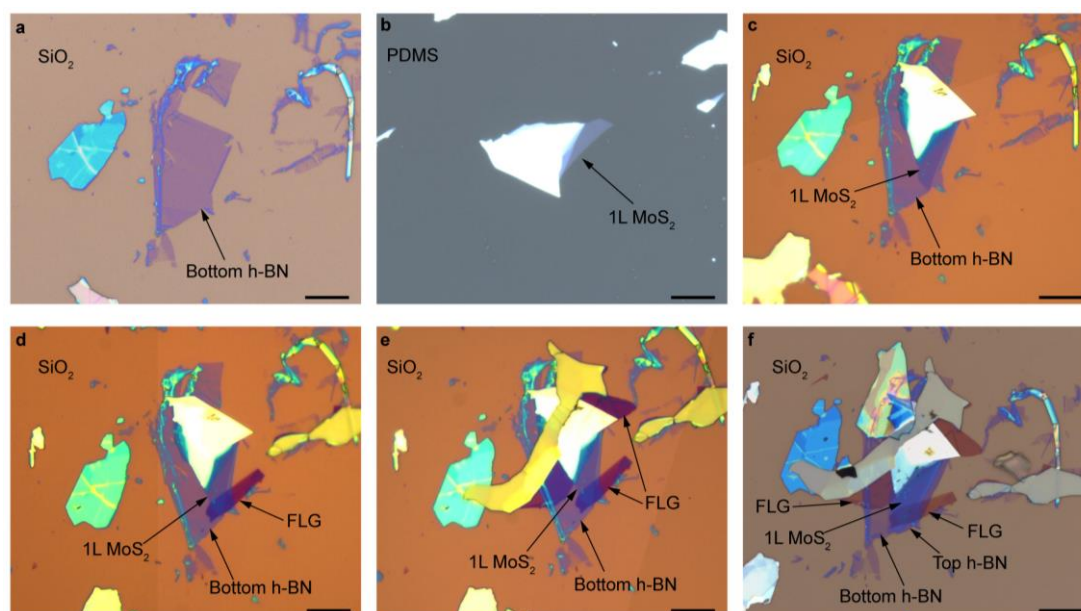 a
SiO2
Bottom h-BN
b
PDMS
1L MoS2
c
SiO2
1L MoS2
Bottom h-BN
d
SiO2
FLG
1L MoS2
Bottom h-BN
e
SiO2
FLG
1L MoS2
Bottom h-BN
f
SiO2
FLG
1L MoS2
FLG
Top h-BN
Bottom h-BN